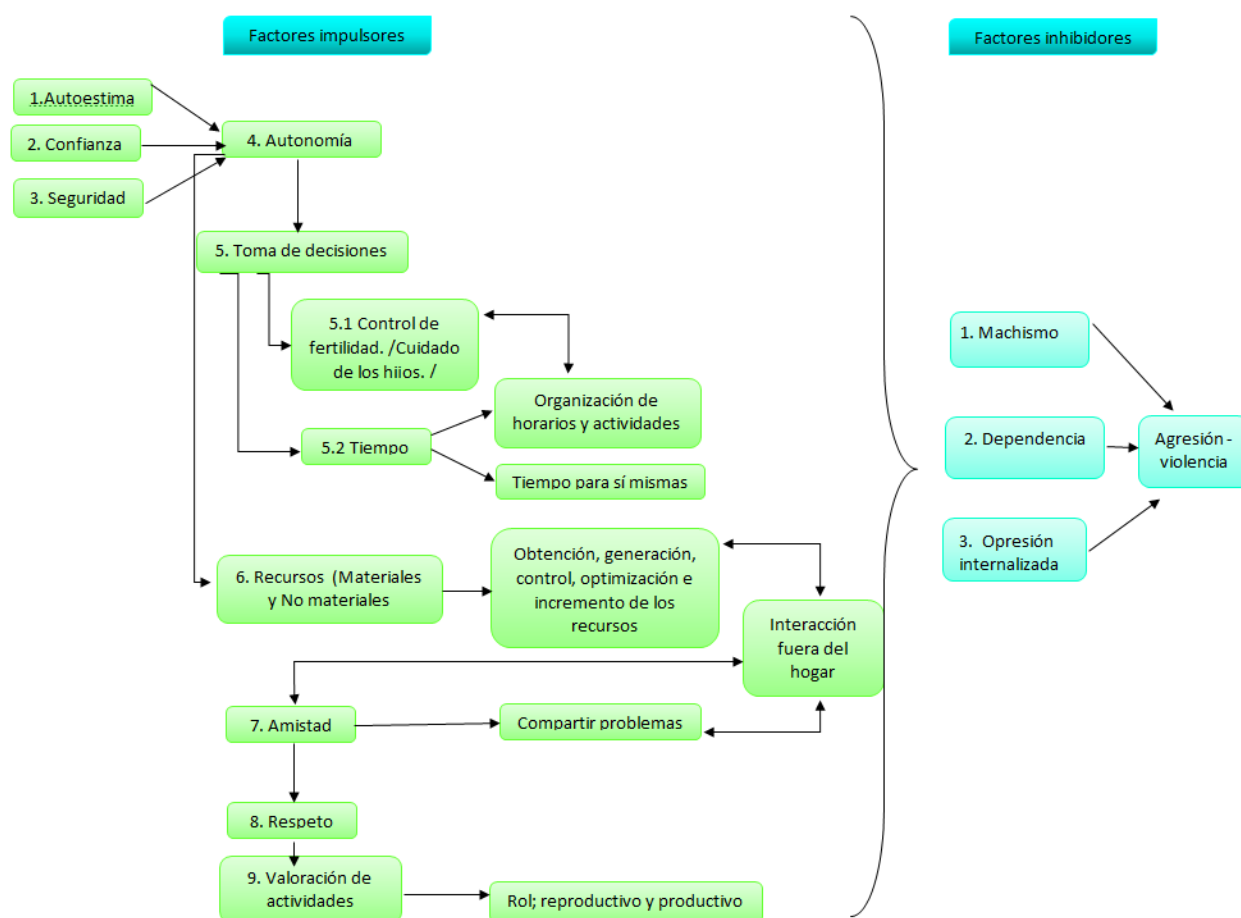 Factores impulsores
Factores inhibidores
1.Autoestima
2. Confianza
3. Seguridad
4. Autonomía
5. Toma de decisiones
5.1 Control de
fertilidad. /Cuidado
de los hijos. /
Organización de
horarios y actividades
5.2 Tiempo
Tiempo para sí mismas
6. Recursos (Materiales
y No materiales
Obtención, generación,
control, optimización e
incremento de los
recursos
Interacción
fuera del
hogar
7. Amistad
Compartir problemas
8. Respeto
9. Valoración de
actividades
Rol; reproductivo y productivo
1. Machismo
2. Dependencia
3. Opresión
internalizada
Agresión -
violencia